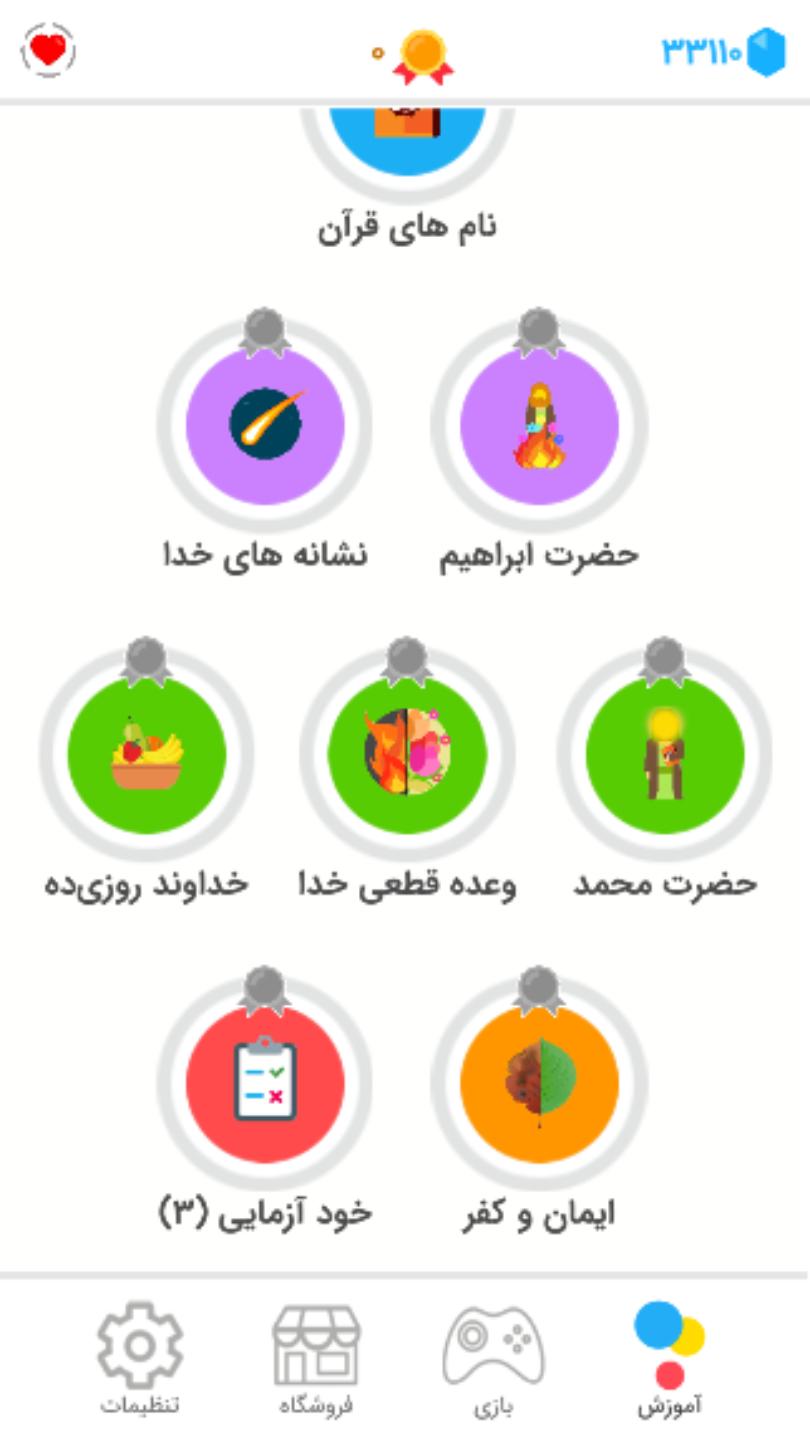 ۳۳۱۱۰
۰
نام های قرآن
حضرت ابراهیم
نشانه های خدا
حضرت محمد
وعده قطعی خدا
خداوند روزی‌ده
ایمان و کفر
خود آزمایی (۳)
آموزش
بازی
فروشگاه
تنظیمات